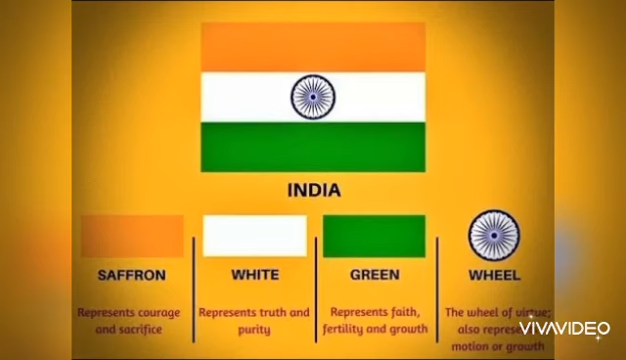 INDIA
SAFFRON
Represents courage
and sacrifice
WHITE
Represents truth and
purity
GREEN
Represents faith,
fertility and growth
WHEEL
The wheel of virtue;
also represe
motion or growth
VIVAVIDEO